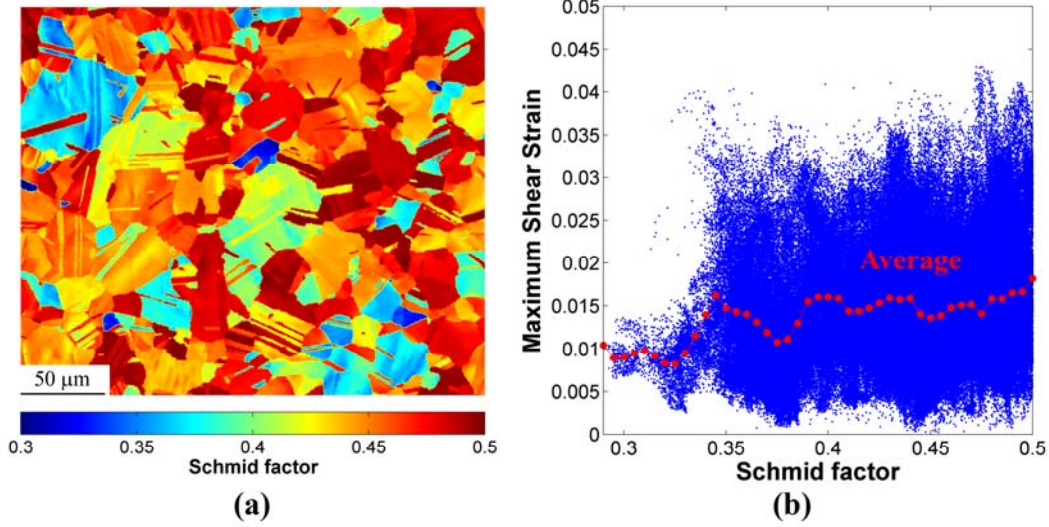 50 μm
0.3 0.35 0.4 0.45 0.5
Schmid factor
(a)
Maximum Shear Strain
0.05
0.045
0.04
0.035
0.03
0.025
0.02
0.015
0.01
0.005
0
Average
0.3 0.35 0.4 0.45 0.5
Schmid factor
(b)